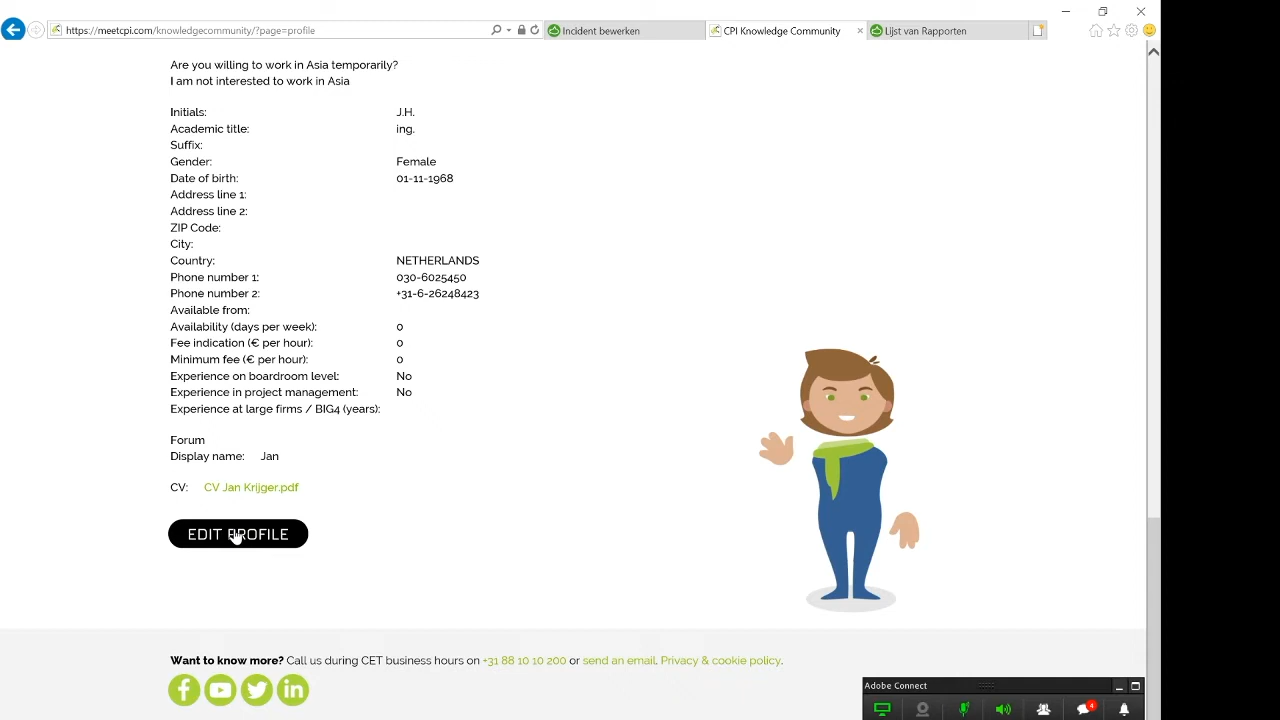 https://meetcpi.com/knowledgecommunity/?page=profile
Incident bewerken
CPI Knowledge Community
Lijst van Rapporten
Are you willing to work in Asia temporarily?
I am not interested to work in Asia
Initials: J.H.
Academic title: ing.
Suffix:
Gender: Female
Date of birth: 01-11-1968
Address line 1:
Address line 2:
ZIP Code:
City:
Country: NETHERLANDS
Phone number 1: 030-6025450
Phone number 2: +31-6-26248423
Available from:
Availability (days per week): 0
Fee indication (€ per hour): 0
Minimum fee (€ per hour): 0
Experience on boardroom level: No
Experience in project management: No
Experience at large firms / BIG4 (years):
Forum
Display name: Jan
CV: CV Jan Krijger.pdf
EDIT PROFILE
Want to know more? Call us during CET business hours on +31 88 10 10 200 or send an email. Privacy & cookie policy.
Adobe Connect
4